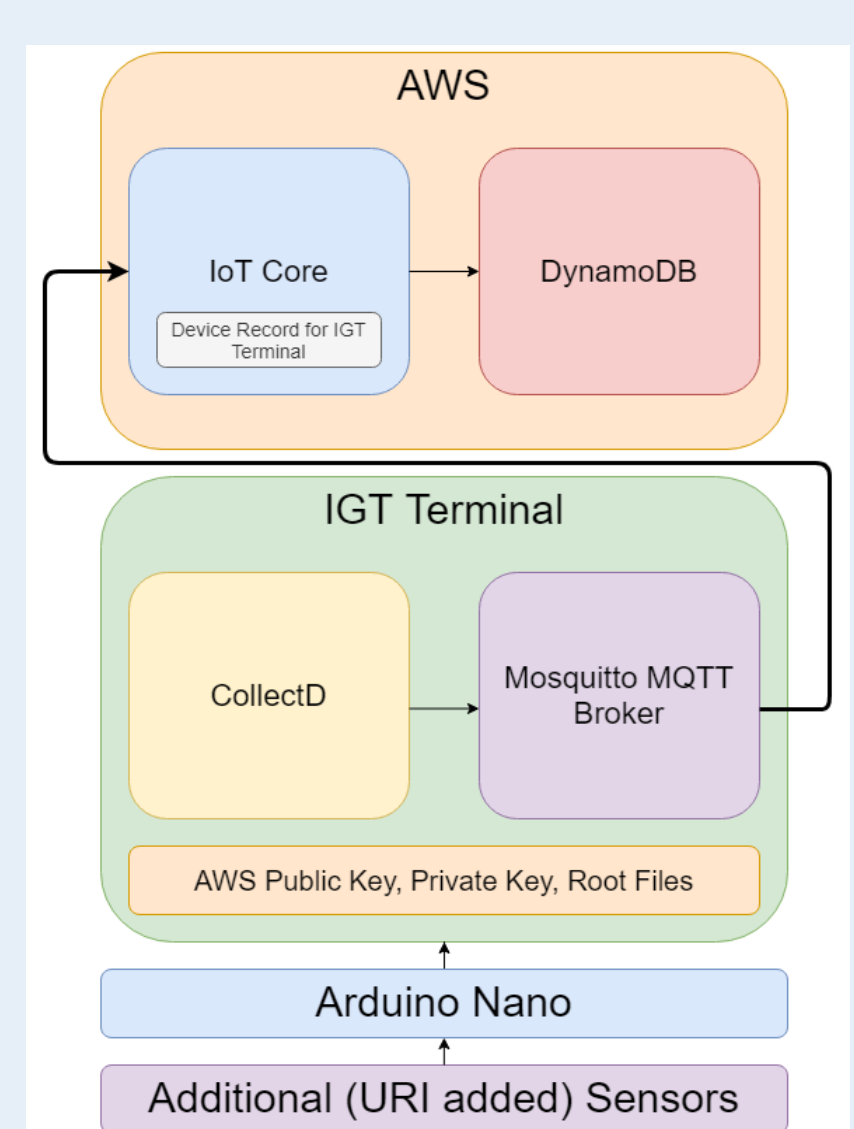 AWS
IoT Core
DynamoDB
Device Record for IGT
Terminal
IGT Terminal
CollectD
Mosquitto MQTT
Broker
AWS Public Key, Private Key, Root Files
Arduino Nano
Additional (URI added) Sensors